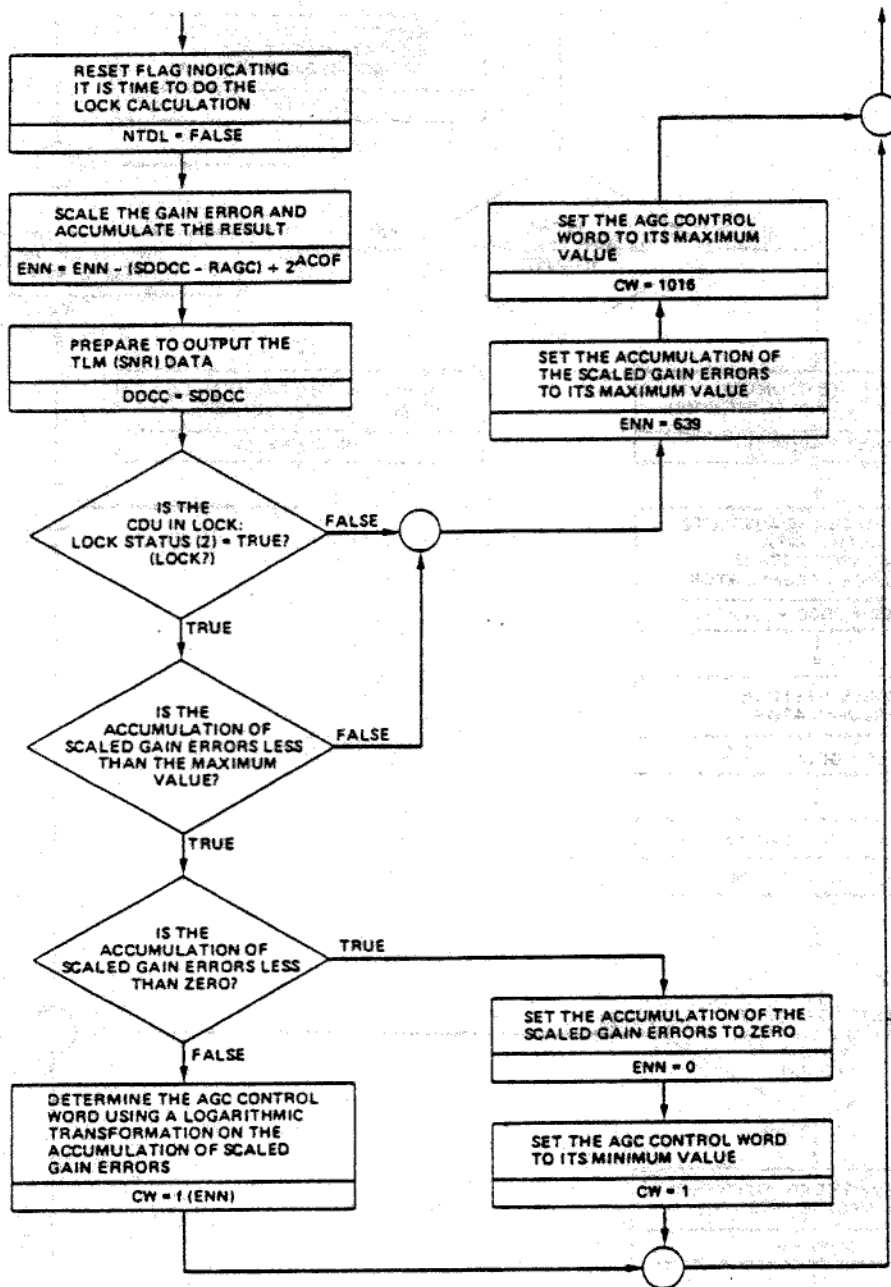 RESET FLAG INDICATING
IT IS TIME TO DO THE
LOCK CALCULATION
NTDL = FALSE
SCALE THE GAIN ERROR AND
ACCUMULATE THE RESULT
ENN = ENN - (SDDCC - RAGC) + 2^ACOF
PREPARE TO OUTPUT THE
TLM (SNR) DATA
DOCC = SDDCC
IS THE
CDU IN LOCK:
LOCK STATUS (2) = TRUE?
(LOCK?)
FALSE
TRUE
SET THE AGC CONTROL
WORD TO ITS MAXIMUM
VALUE
CW = 1016
SET THE ACCUMULATION OF
THE SCALED GAIN ERRORS
TO ITS MAXIMUM VALUE
ENN = 639
IS THE
ACCUMULATION OF
SCALED GAIN ERRORS LESS
THAN THE MAXIMUM
VALUE?
FALSE
TRUE
IS THE
ACCUMULATION OF
SCALED GAIN ERRORS LESS
THAN ZERO?
TRUE
FALSE
SET THE ACCUMULATION OF THE
SCALED GAIN ERRORS TO ZERO
ENN = 0
SET THE AGC CONTROL WORD
TO ITS MINIMUM VALUE
CW = 1
DETERMINE THE AGC CONTROL
WORD USING A LOGARITHMIC
TRANSFORMATION ON THE
ACCUMULATION OF SCALED
GAIN ERRORS
CW = f (ENN)